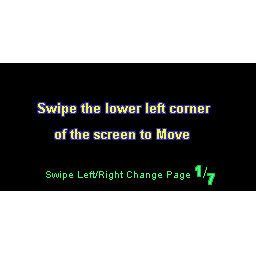 Swipe the lower left corner
of the screen to Move
Swipe Left/Right Change Page 1/7